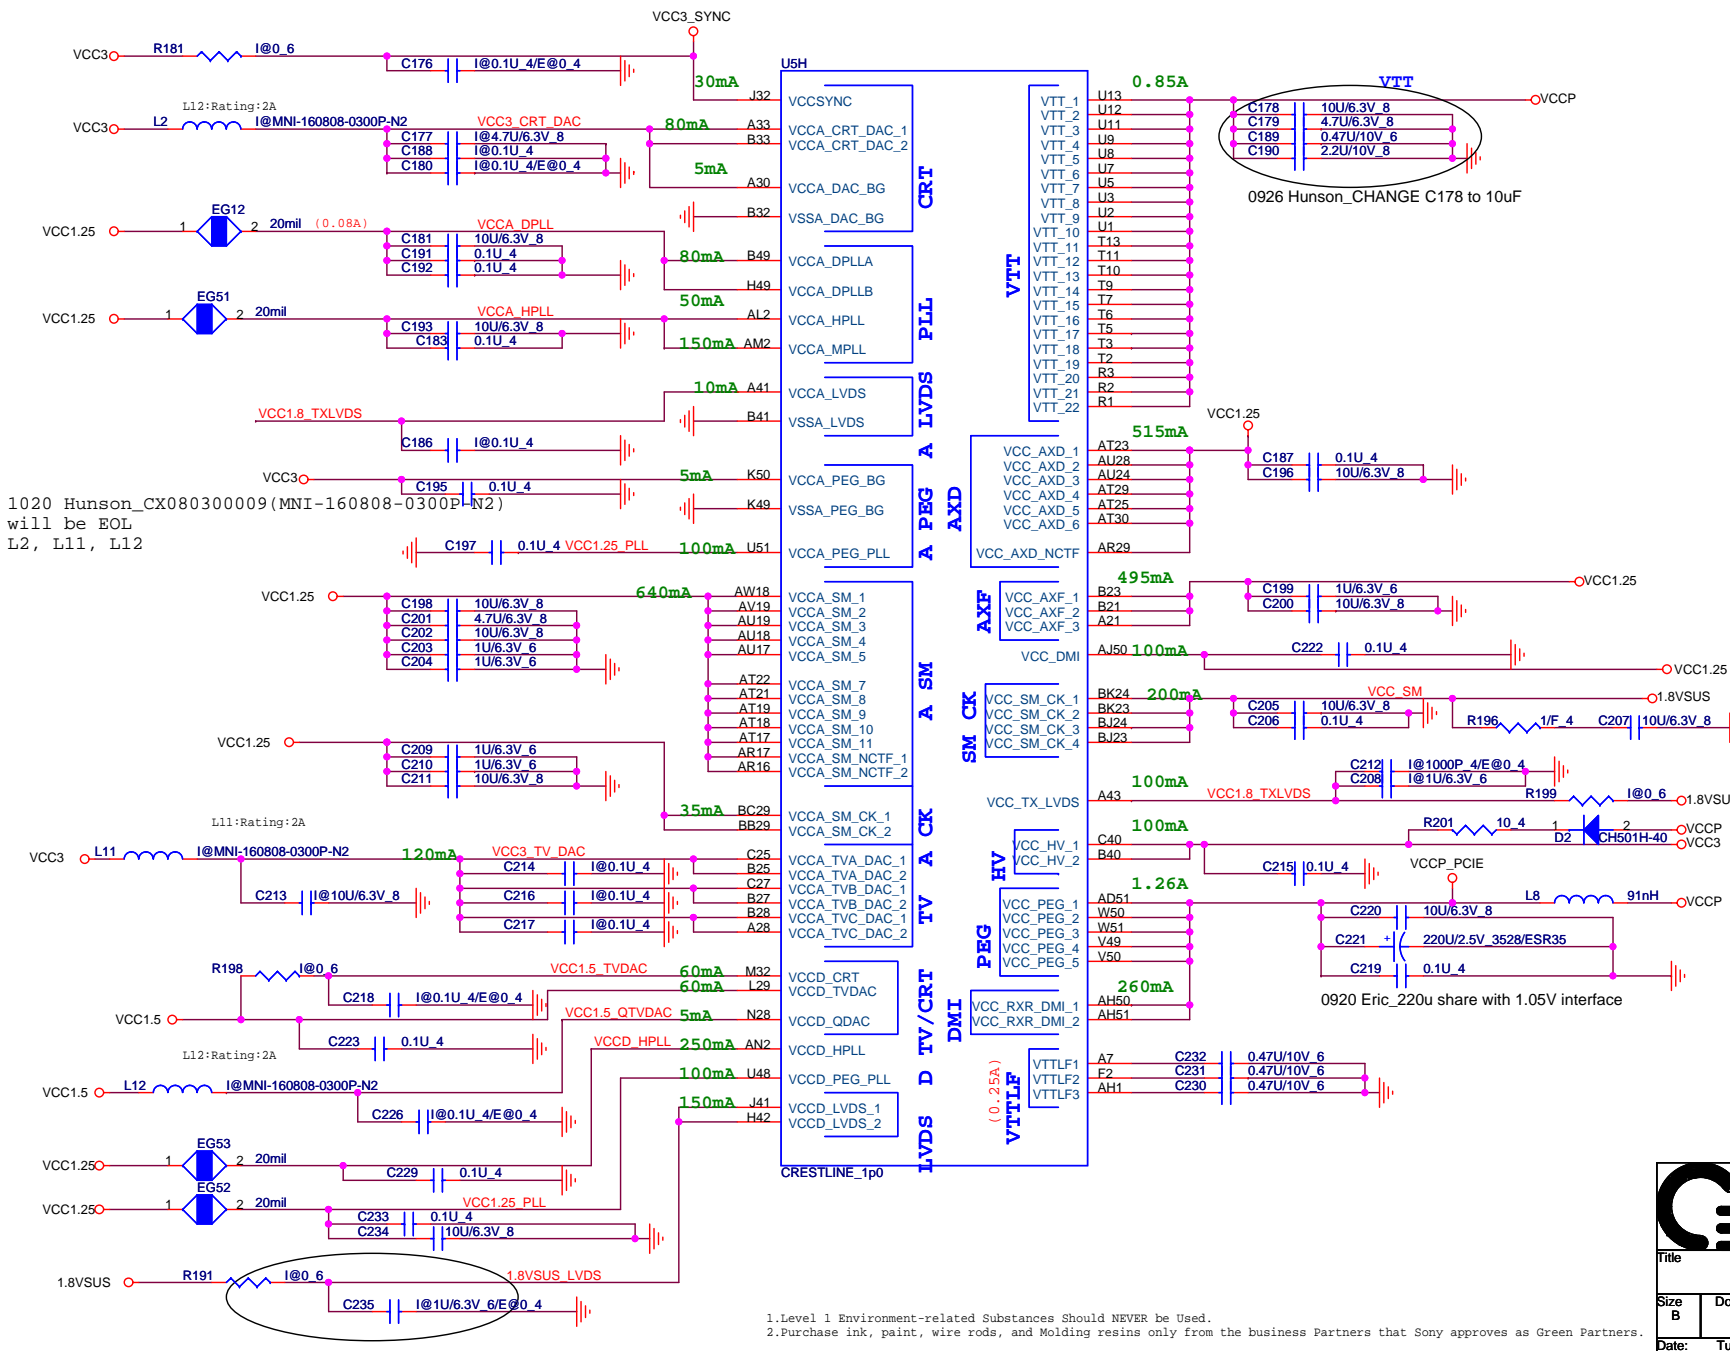 VCC3_SYNC
VCC3 R181 I@0_6
C176 I@0.1U_4/E@0_4
30mA
L12:Rating:2A
VCC3 L2 I@MNI-160808-0300P-N2 VCC3_CRT_DAC 80mA
C177 I@4.7U/6.3V_8
C188 I@0.1U_4
C180 I@0.1U_4/E@0_4
5mA
VCC1.25 1 EG12 2 20mil (0.08A) VCCA_DPLL
C181 10U/6.3V_8
C191 0.1U_4
C192 0.1U_4
80mA
50mA
VCC1.25 1 EG51 2 20mil VCCA_HPLL
C193 10U/6.3V_8
C183 0.1U_4
150mA
10mA
VCC1.8_TXLVDS
C186 I@0.1U_4
VCC3 5mA
C195 0.1U_4
1020 Hunson_CX080300009(MNI-160808-0300P-N2)
will be EOL
L2, L11, L12
C197 0.1U_4 VCC1.25_PLL 100mA
VCC1.25 640mA
C198 10U/6.3V_8
C201 4.7U/6.3V_8
C202 10U/6.3V_8
C203 1U/6.3V_6
C204 1U/6.3V_6
VCC1.25
C209 1U/6.3V_6
C210 1U/6.3V_6
C211 10U/6.3V_8
35mA
L11:Rating:2A
VCC3 L11 I@MNI-160808-0300P-N2 120mA VCC3_TV_DAC
C214 I@0.1U_4
C213 I@10U/6.3V_8
C216 I@0.1U_4
C217 I@0.1U_4
R198 I@0_6 VCC1.5_TVDAC 60mA
60mA
C218 I@0.1U_4/E@0_4
VCC1.5 VCC1.5_QTVDAC 5mA
C223 0.1U_4
VCCD_HPLL 250mA
L12:Rating:2A
100mA
VCC1.5 L12 I@MNI-160808-0300P-N2
150mA
C226 I@0.1U_4/E@0_4
VCC1.25 1 EG53 2 20mil
C229 0.1U_4
VCC1.25 1 EG52 2 20mil VCC1.25_PLL
C233 0.1U_4
C234 10U/6.3V_8
1.8VSUS R191 I@0_6 1.8VSUS_LVDS
C235 I@1U/6.3V_6/E@0_4
U5H
J32 VCCSYNC
A33 VCCA_CRT_DAC_1
B33 VCCA_CRT_DAC_2
A30 VCCA_DAC_BG
B32 VSSA_DAC_BG
CRT
B49 VCCA_DPLLA
H49 VCCA_DPLLB
AL2 VCCA_HPLL
AM2 VCCA_MPLL
PLL
A41 VCCA_LVDS
B41 VSSA_LVDS
A LVDS
K50 VCCA_PEG_BG
K49 VSSA_PEG_BG
U51 VCCA_PEG_PLL
A PEG
AW18 VCCA_SM_1
AV19 VCCA_SM_2
AU19 VCCA_SM_3
AU18 VCCA_SM_4
AU17 VCCA_SM_5
AT22 VCCA_SM_7
AT21 VCCA_SM_8
AT19 VCCA_SM_9
AT18 VCCA_SM_10
AT17 VCCA_SM_11
AR17 VCCA_SM_NCTF_1
AR16 VCCA_SM_NCTF_2
A SM
BC29 VCCA_SM_CK_1
BB29 VCCA_SM_CK_2
A CK
C25 VCCA_TVA_DAC_1
B25 VCCA_TVA_DAC_2
C27 VCCA_TVB_DAC_1
B27 VCCA_TVB_DAC_2
B28 VCCA_TVC_DAC_1
A28 VCCA_TVC_DAC_2
TV
M32 VCCD_CRT
L29 VCCD_TVDAC
N28 VCCD_QDAC
D TV/CRT
AN2 VCCD_HPLL
U48 VCCD_PEG_PLL
J41 VCCD_LVDS_1
H42 VCCD_LVDS_2
LVDS
CRESTLINE_1p0
VTT
VTT_1 U13
VTT_2 U12
VTT_3 U11
VTT_4 U9
VTT_5 U8
VTT_6 U7
VTT_7 U5
VTT_8 U3
VTT_9 U2
VTT_10 U1
VTT_11 T13
VTT_12 T11
VTT_13 T10
VTT_14 T9
VTT_15 T7
VTT_16 T6
VTT_17 T5
VTT_18 T3
VTT_19 T2
VTT_20 R3
VTT_21 R2
VTT_22 R1
AXD
VCC_AXD_1 AT23
VCC_AXD_2 AU28
VCC_AXD_3 AU24
VCC_AXD_4 AT29
VCC_AXD_5 AT25
VCC_AXD_6 AT30
VCC_AXD_NCTF AR29
AXF
VCC_AXF_1 B23
VCC_AXF_2 B21
VCC_AXF_3 A21
VCC_DMI AJ50
SM CK
VCC_SM_CK_1 BK24
VCC_SM_CK_2 BK23
VCC_SM_CK_3 BJ24
VCC_SM_CK_4 BJ23
VCC_TX_LVDS A43
HV
VCC_HV_1 C40
VCC_HV_2 B40
PEG
VCC_PEG_1 AD51
VCC_PEG_2 W50
VCC_PEG_3 W51
VCC_PEG_4 V49
VCC_PEG_5 V50
DMI
VCC_RXR_DMI_1 AH50
VCC_RXR_DMI_2 AH51
VTTLF
(0.25A)
VTTLF1 A7
VTTLF2 F2
VTTLF3 AH1
0.85A VTT
VCCP
C178 10U/6.3V_8
C179 4.7U/6.3V_8
C189 0.47U/10V_6
C190 2.2U/10V_8
0926 Hunson_CHANGE C178 to 10uF
VCC1.25
515mA
C187 0.1U_4
C196 10U/6.3V_8
495mA VCC1.25
C199 1U/6.3V_6
C200 10U/6.3V_8
100mA C222 0.1U_4
VCC1.25
200mA VCC_SM 1.8VSUS
C205 10U/6.3V_8
C206 0.1U_4
R196 1/F_4 C207 10U/6.3V_8
C212 I@1000P_4/E@0_4
C208 I@1U/6.3V_6
100mA VCC1.8_TXLVDS R199 I@0_6 1.8VSU
100mA R201 10_4 1 2 VCCP
D2 CH501H-40 VCC3
C215 0.1U_4
VCCP_PCIE
1.26A L8 91nH VCCP
C220 10U/6.3V_8
C221 + 220U/2.5V_3528/ESR35
C219 0.1U_4
260mA
0920 Eric_220u share with 1.05V interface
C232 0.47U/10V_6
C231 0.47U/10V_6
C230 0.47U/10V_6
1.Level 1 Environment-related Substances Should NEVER be Used.
2.Purchase ink, paint, wire rods, and Molding resins only from the business Partners that Sony approves as Green Partners.
Title
Size Do
B
Date: Tu